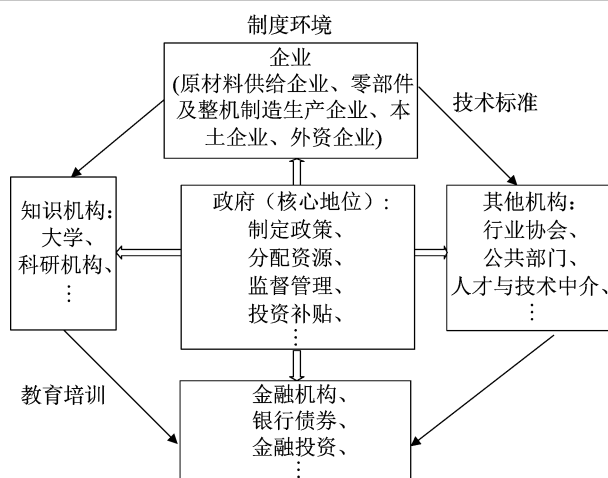 制度环境
企业
(原材料供给企业、零部件
及整机制造生产企业、本
土企业、外资企业)
技术标准
知识机构：
大学、
科研机构、
⋮
政府（核心地位）:
制定政策、
分配资源、
监督管理、
投资补贴、
⋮
其他机构：
行业协会、
公共部门、
人才与技术中介、
⋮
教育培训
金融机构、
银行债券、
金融投资、
⋮